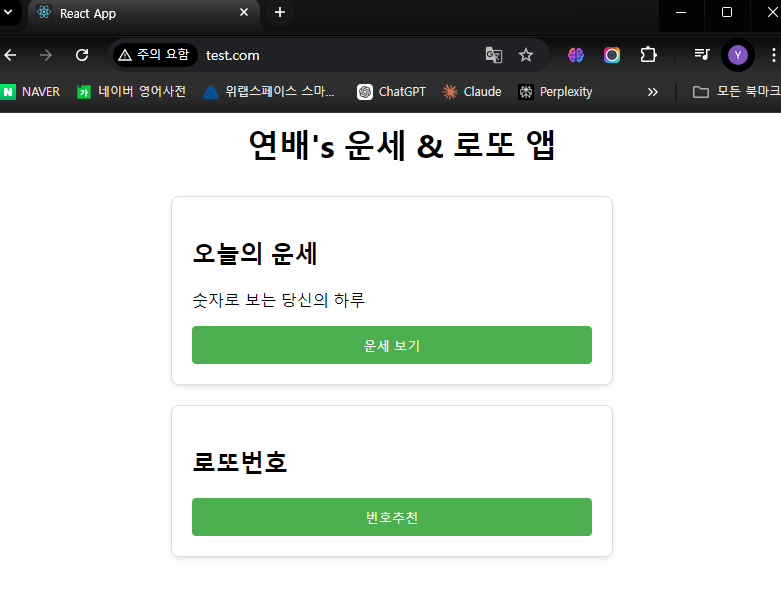 React App
주의 요함
test.com
NAVER
네이버 영어사전
위랩스페이스 스마...
ChatGPT
Claude
Perplexity
모든 북마크
연배's 운세 & 로또 앱
오늘의 운세
숫자로 보는 당신의 하루
운세 보기
로또번호
번호추천